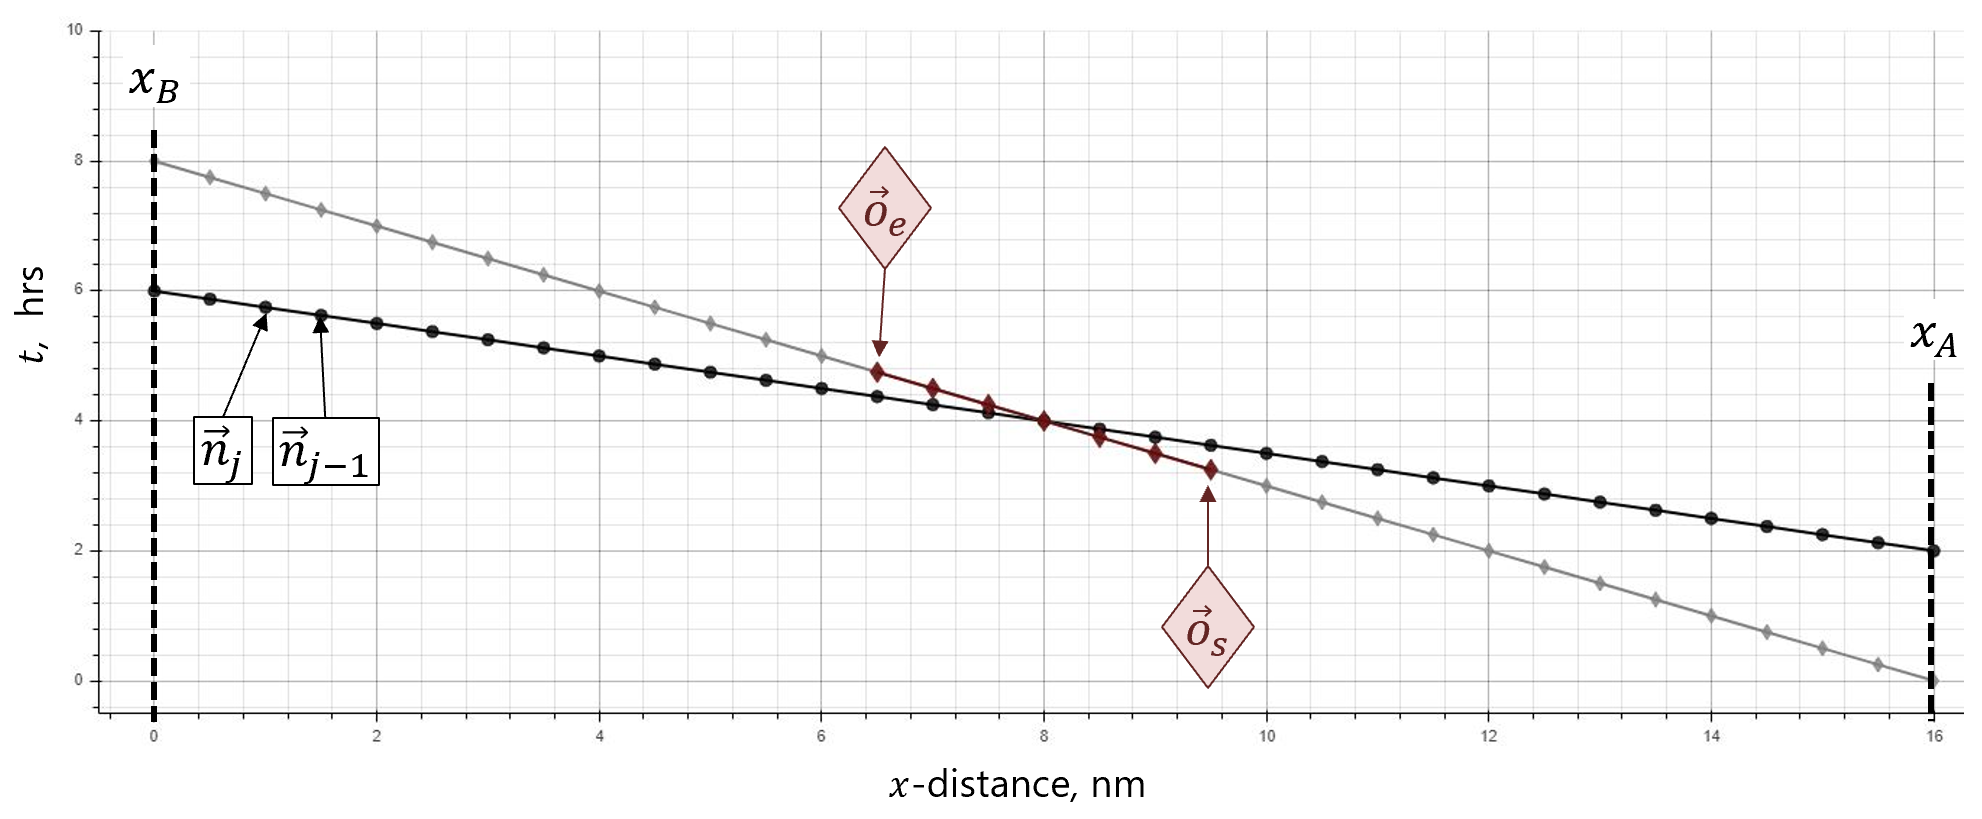 10
x_B
8
o⃗_e
t, hrs
6
x_A
n⃗_j
n⃗_{j−1}
4
2
o⃗_s
0
0 2 4 6 8 10 12 14 16
x-distance, nm